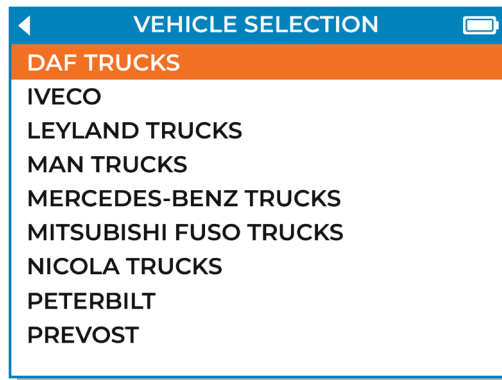 VEHICLE SELECTION
DAF TRUCKS
IVECO
LEYLAND TRUCKS
MAN TRUCKS
MERCEDES-BENZ TRUCKS
MITSUBISHI FUSO TRUCKS
NICOLA TRUCKS
PETERBILT
PREVOST